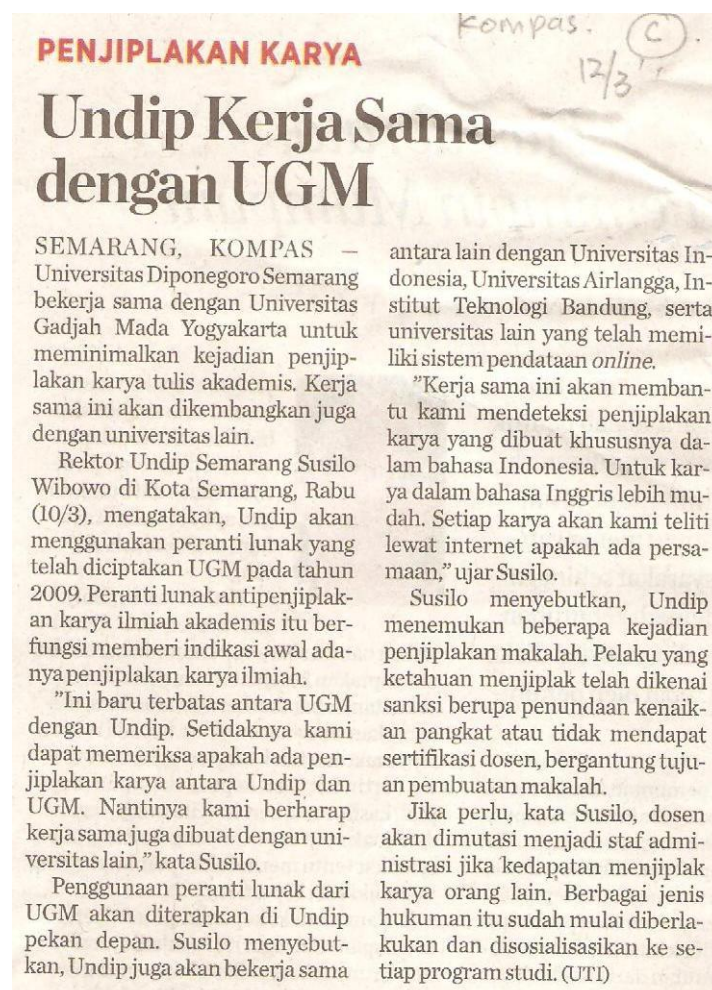 Kompas. C.
12/3
PENJIPLAKAN KARYA
Undip Kerja Sama
dengan UGM
SEMARANG, KOMPAS –
Universitas Diponegoro Semarang
bekerja sama dengan Universitas
Gadjah Mada Yogyakarta untuk
meminimalkan kejadian penjip-
lakan karya tulis akademis. Kerja
sama ini akan dikembangkan juga
dengan universitas lain.
Rektor Undip Semarang Susilo
Wibowo di Kota Semarang, Rabu
(10/3), mengatakan, Undip akan
menggunakan peranti lunak yang
telah diciptakan UGM pada tahun
2009. Peranti lunak antipenjiplak-
an karya ilmiah akademis itu ber-
fungsi memberi indikasi awal ada-
nya penjiplakan karya ilmiah.
"Ini baru terbatas antara UGM
dengan Undip. Setidaknya kami
dapat memeriksa apakah ada pen-
jiplakan karya antara Undip dan
UGM. Nantinya kami berharap
kerja sama juga dibuat dengan uni-
versitas lain," kata Susilo.
Penggunaan peranti lunak dari
UGM akan diterapkan di Undip
pekan depan. Susilo menyebut-
kan, Undip juga akan bekerja sama
antara lain dengan Universitas In-
donesia, Universitas Airlangga, In-
stitut Teknologi Bandung, serta
universitas lain yang telah memi-
liki sistem pendataan online.
"Kerja sama ini akan memban-
tu kami mendeteksi penjiplakan
karya yang dibuat khususnya da-
lam bahasa Indonesia. Untuk kar-
ya dalam bahasa Inggris lebih mu-
dah. Setiap karya akan kami teliti
lewat internet apakah ada persa-
maan," ujar Susilo.
Susilo menyebutkan, Undip
menemukan beberapa kejadian
penjiplakan makalah. Pelaku yang
ketahuan menjiplak telah dikenai
sanksi berupa penundaan kenaik-
an pangkat atau tidak mendapat
sertifikasi dosen, bergantung tuju-
an pembuatan makalah.
Jika perlu, kata Susilo, dosen
akan dimutasi menjadi staf admi-
nistrasi jika kedapatan menjiplak
karya orang lain. Berbagai jenis
hukuman itu sudah mulai diberla-
kukan dan disosialisasikan ke se-
tiap program studi. (UTI)